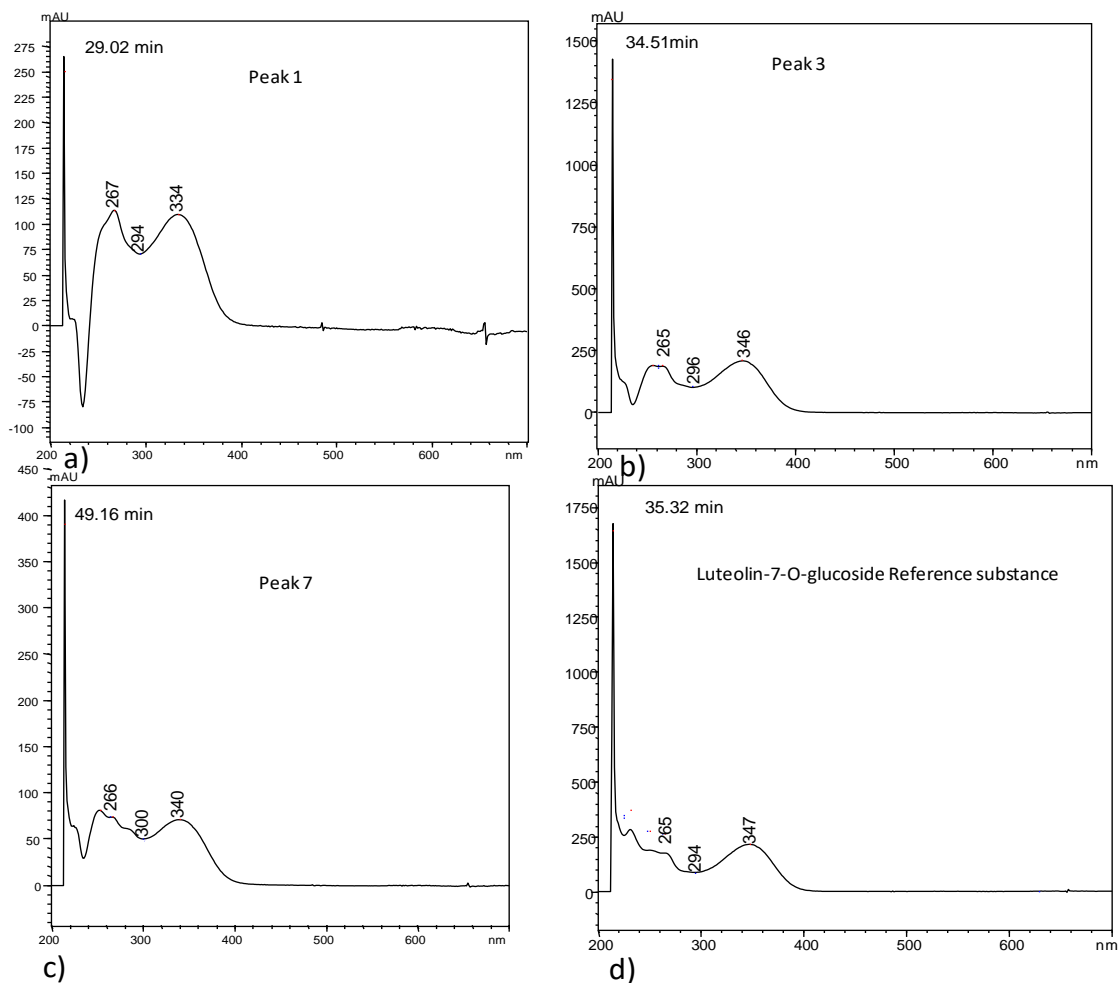 mAU
29.02 min
Peak 1
275
250
225
200
175
150
125
100
75
50
25
0
-25
-50
-75
-100
267
294
334
200 300 400 500 600 nm
a)
mAU
34.51min
Peak 3
1500
1250
1000
750
500
250
0
265
296
346
200 300 400 500 600 nm
b)
450
mAU
49.16 min
Peak 7
400
350
300
250
200
150
100
50
0
266
300
340
200 300 400 500 600 nm
c)
mAU
35.32 min
Luteolin-7-O-glucoside Reference substance
1750
1500
1250
1000
750
500
250
0
265
294
347
200 300 400 500 600 nm
d)